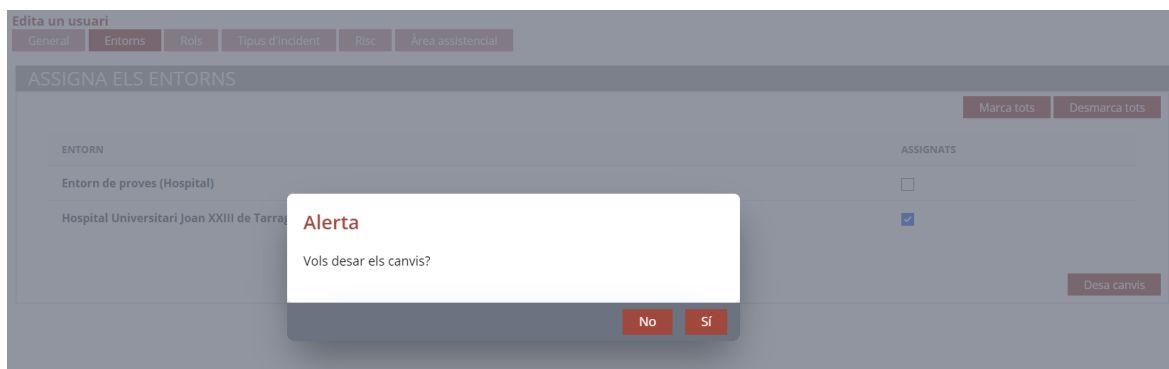 Edita un usuari
General Entorns Rols Tipus d'incident Risc Àrea assistencial
ASSIGNA ELS ENTORNS
Marca tots Desmarca tots
ENTORN ASSIGNATS
Entorn de proves (Hospital)
Hospital Universitari Joan XXIII de Tarrag
Alerta
Vols desar els canvis?
Desa canvis
No Sí